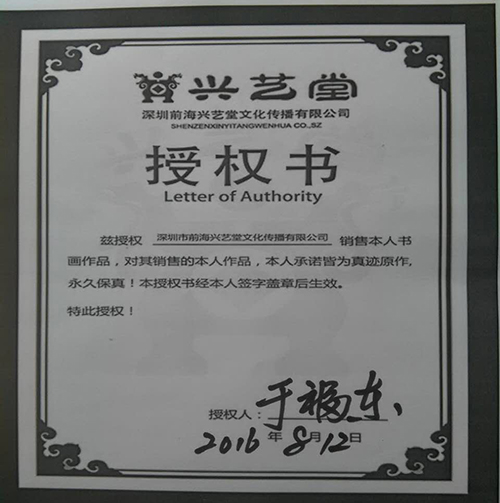 兴艺堂
深圳前海兴艺堂文化传播有限公司
SHENZENXINYITANGWENHUA CO.,SZ
授权书
Letter of Authority
兹授权 深圳市前海兴艺堂文化传播有限公司 销售本人书
画作品，对其销售的本人作品，本人承诺皆为真迹原作，
永久保真！本授权书经本人签字盖章后生效。
特此授权！
授权人：于福东
2016年8月12日